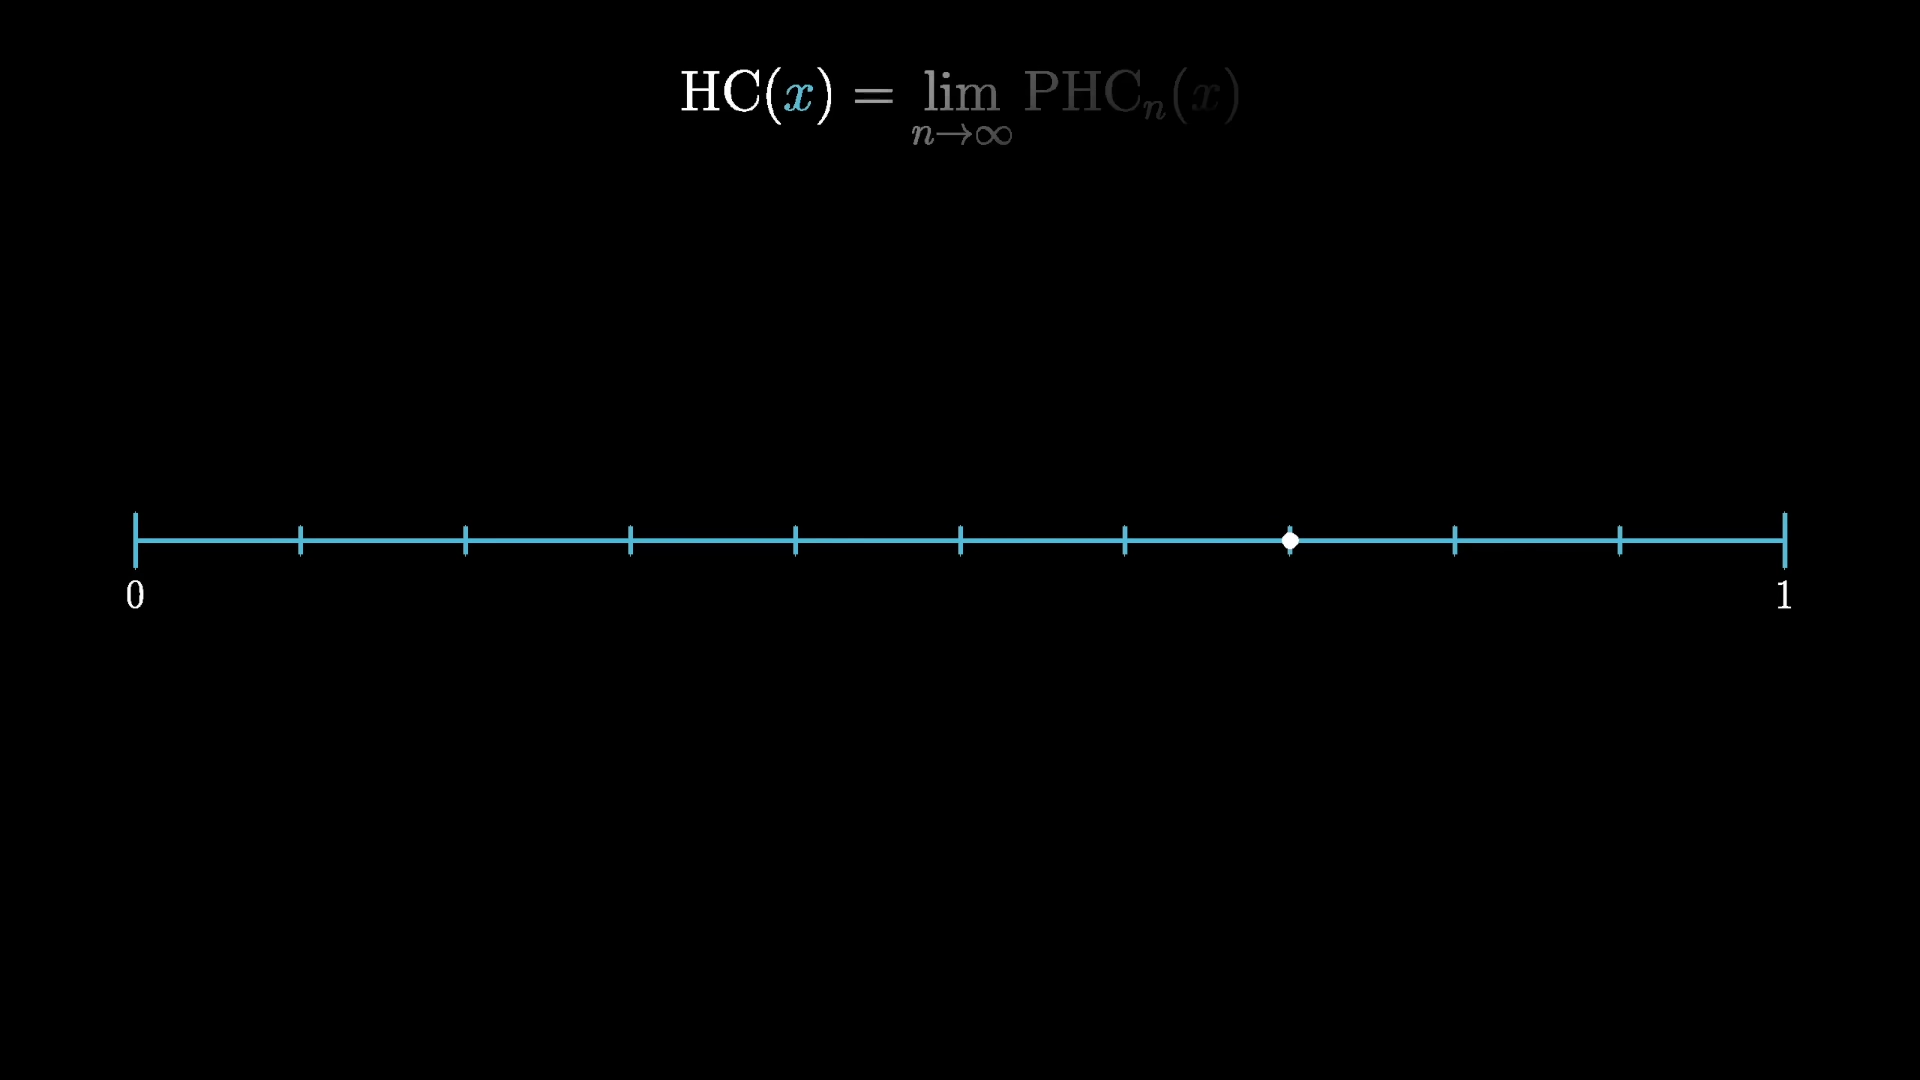 HC(x) = lim PHCₙ(x)
n→∞
0 1